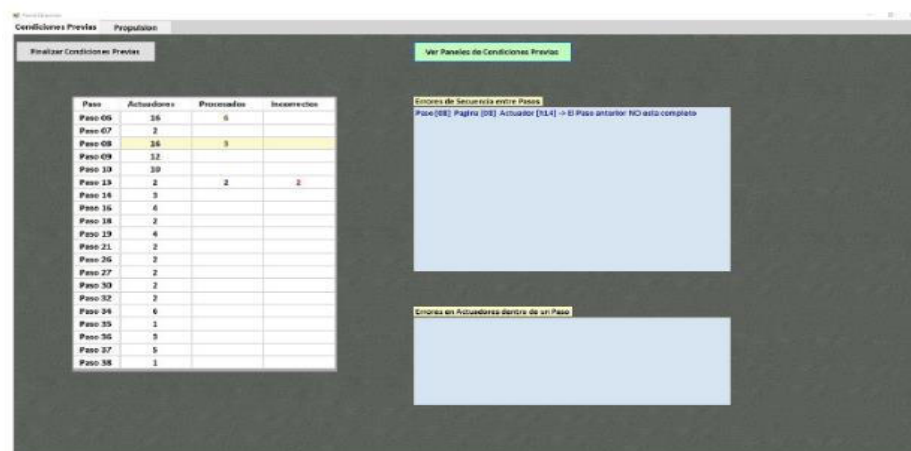 Condiciones Previas Propulsion
Finalizar Condiciones Previas
Ver Paneles de Condiciones Previas
Paso Actuadores Procesados Incorrectos
Paso 06 16 6
Paso 07 2
Paso 08 16 3
Paso 09 12
Paso 10 10
Paso 13 2 2 2
Paso 14 3
Paso 16 4
Paso 18 2
Paso 19 4
Paso 21 2
Paso 26 2
Paso 27 2
Paso 30 2
Paso 32 2
Paso 34 6
Paso 35 1
Paso 36 3
Paso 37 5
Paso 38 1
Errores de Secuencia entre Pasos
Paso [08] Pagina [08] Actuador [h14] -> El Paso anterior NO esta completo
Errores en Actuadores dentro de un Paso